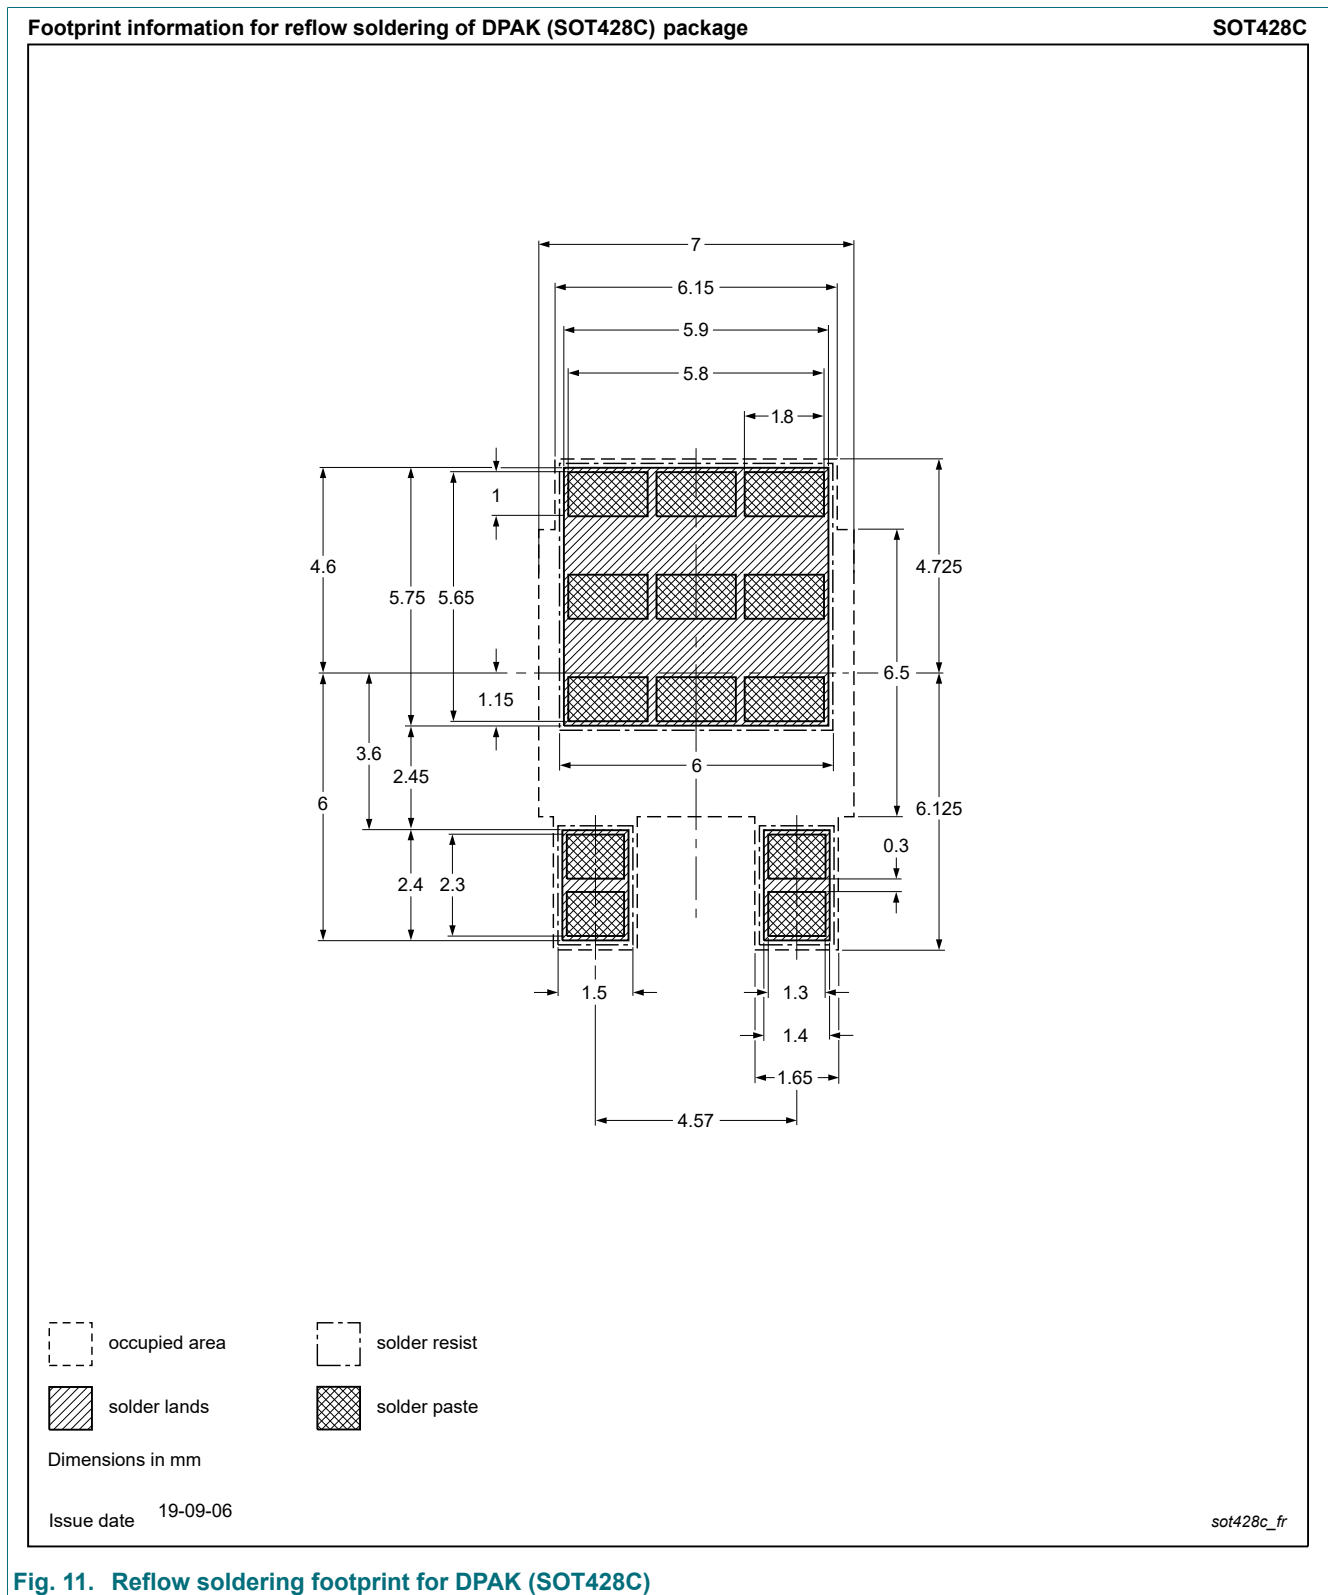 Footprint information for reflow soldering of DPAK (SOT428C) package SOT428C
7
6.15
5.9
5.8
1.8
1
4.6
4.725
5.75
5.65
6.5
1.15
3.6
6
2.45
6
6.125
0.3
2.4
2.3
1.5
1.3
1.4
1.65
4.57
occupied area
solder resist
solder lands
solder paste
Dimensions in mm
Issue date 19-09-06
sot428c_fr
Fig. 11. Reflow soldering footprint for DPAK (SOT428C)